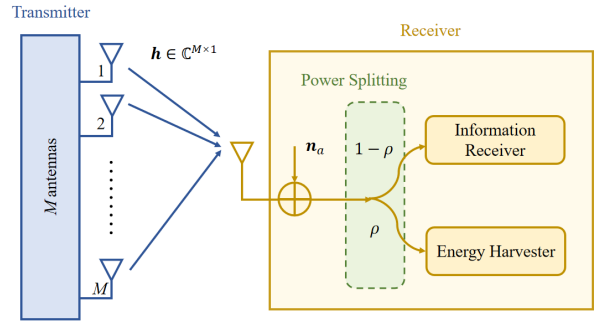 Transmitter
Receiver
1
𝒉 ∈ ℂ^{M×1}
Power Splitting
2
𝒏_a
1 − ρ
Information
Receiver
M antennas
ρ
Energy Harvester
M